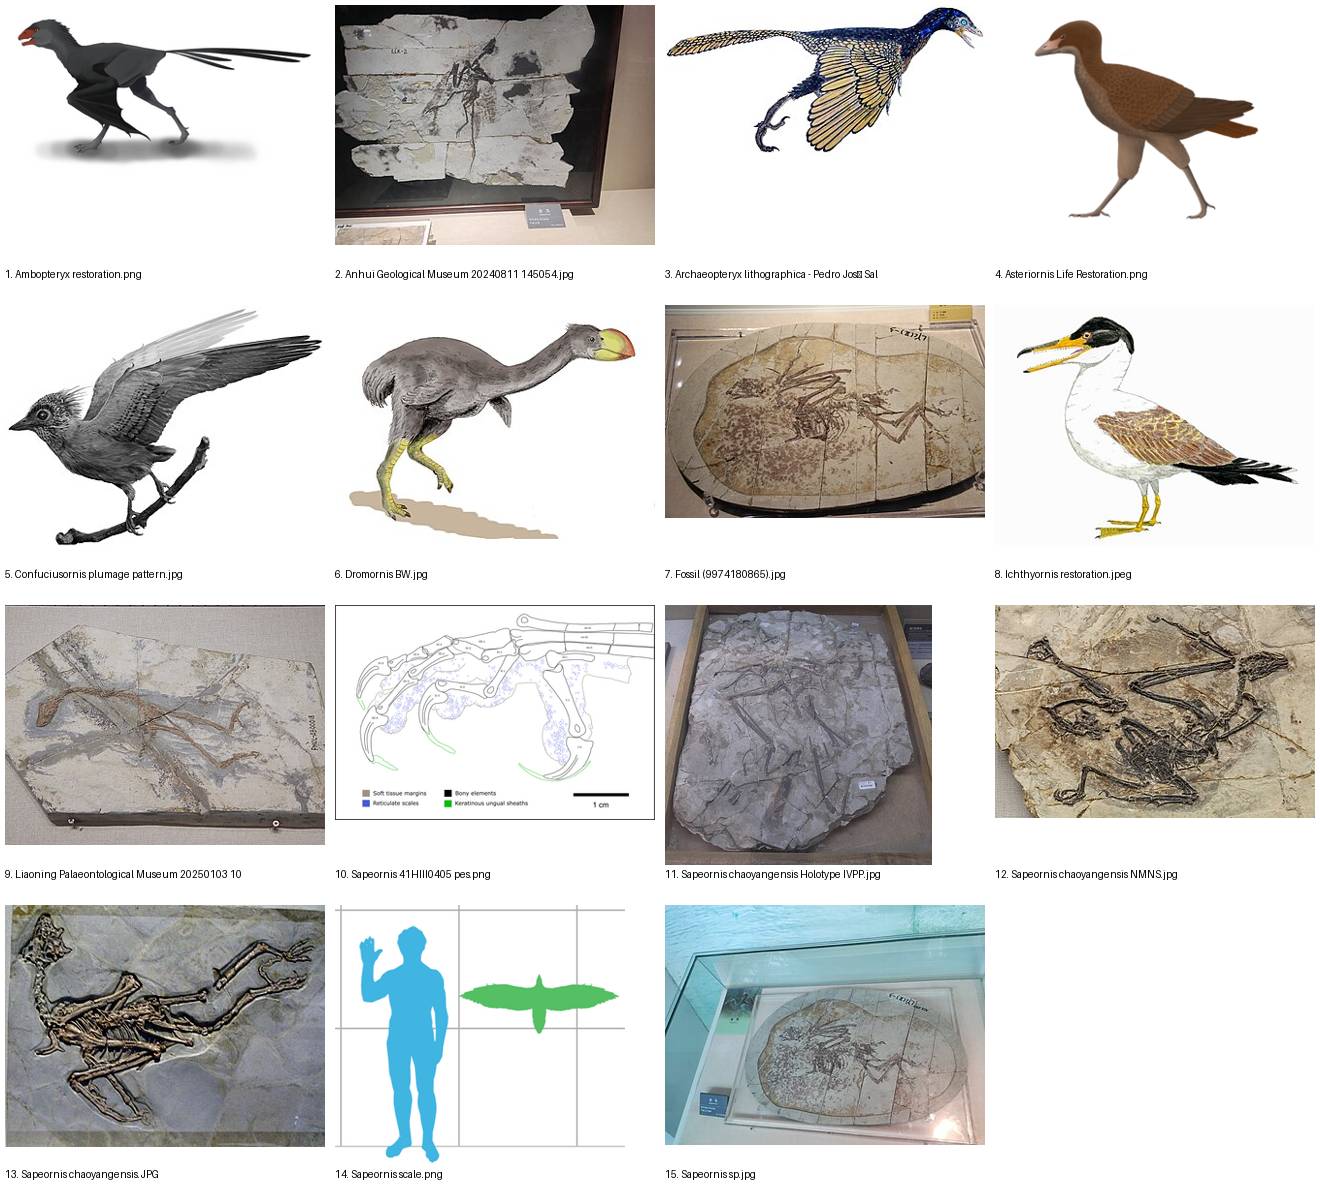 1. Ambopteryx restoration.png
2. Anhui Geological Museum 20240811 145054.jpg
3. Archaeopteryx lithographica - Pedro Jos Sal
4. Asteriornis Life Restoration.png
5. Confuciusornis plumage pattern.jpg
6. Dromornis BW.jpg
7. Fossil (9974180865).jpg
8. Ichthyornis restoration.jpeg
Soft tissue margins
Bony elements
Reticulate scales
Keratinous ungual sheaths
1 cm
9. Liaoning Palaeontological Museum 20250103 10
10. Sapeornis 41HIII0405 pes.png
11. Sapeornis chaoyangensis Holotype IVPP.jpg
12. Sapeornis chaoyangensis NMNS.jpg
13. Sapeornis chaoyangensis.JPG
14. Sapeornis scale.png
15. Sapeornis sp.jpg